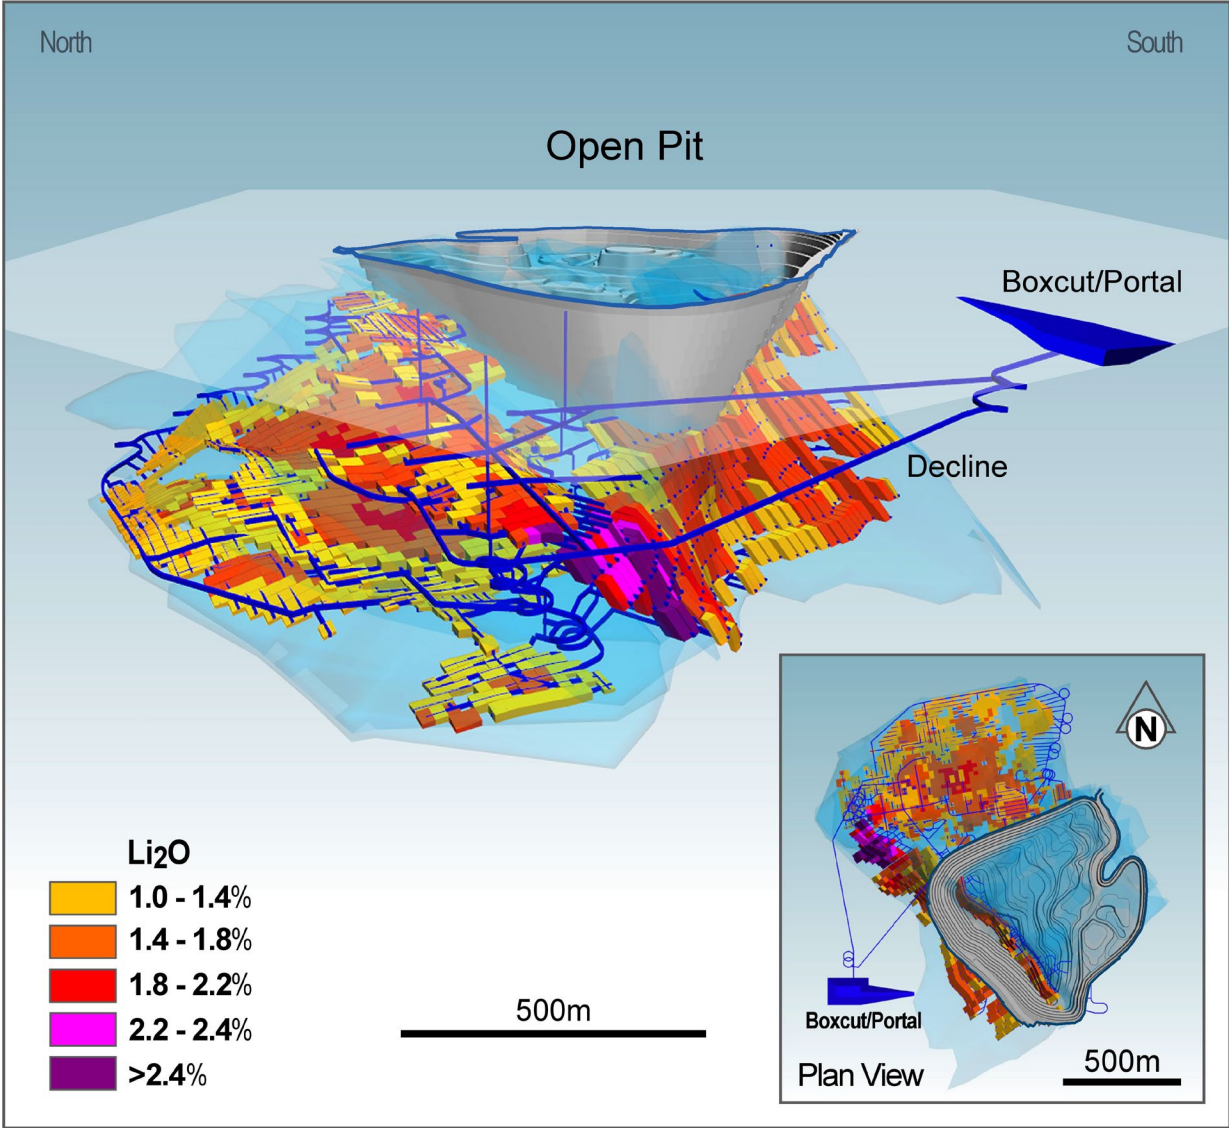 North
South
Open Pit
Boxcut/Portal
Decline
Li₂O
1.0 - 1.4%
1.4 - 1.8%
1.8 - 2.2%
2.2 - 2.4%
>2.4%
500m
N
Boxcut/Portal
Plan View
500m